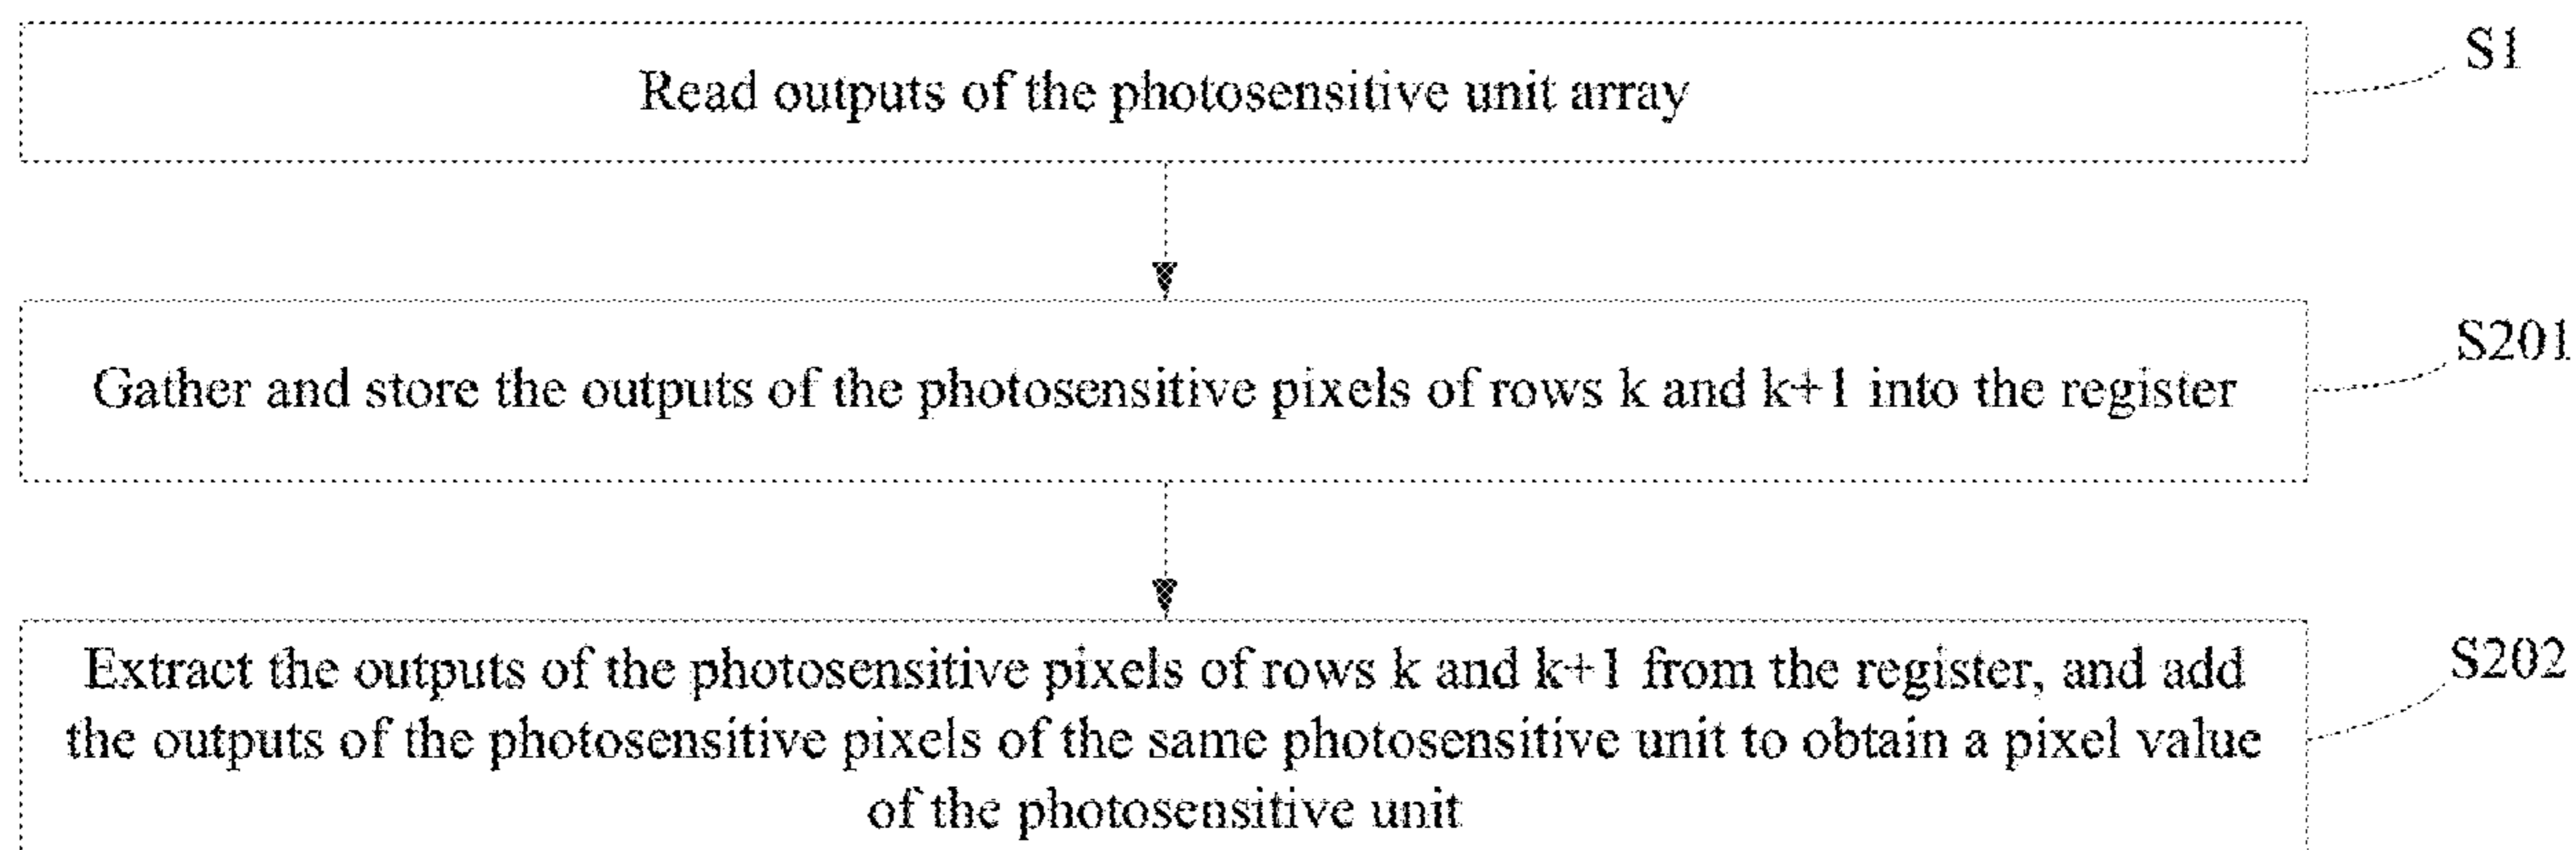 Read outputs of the photosensitive unit array
S1
Gather and store the outputs of the photosensitive pixels of rows k and k+1 into the register
S201
Extract the outputs of the photosensitive pixels of rows k and k+1 from the register, and add
the outputs of the photosensitive pixels of the same photosensitive unit to obtain a pixel value
of the photosensitive unit
S202